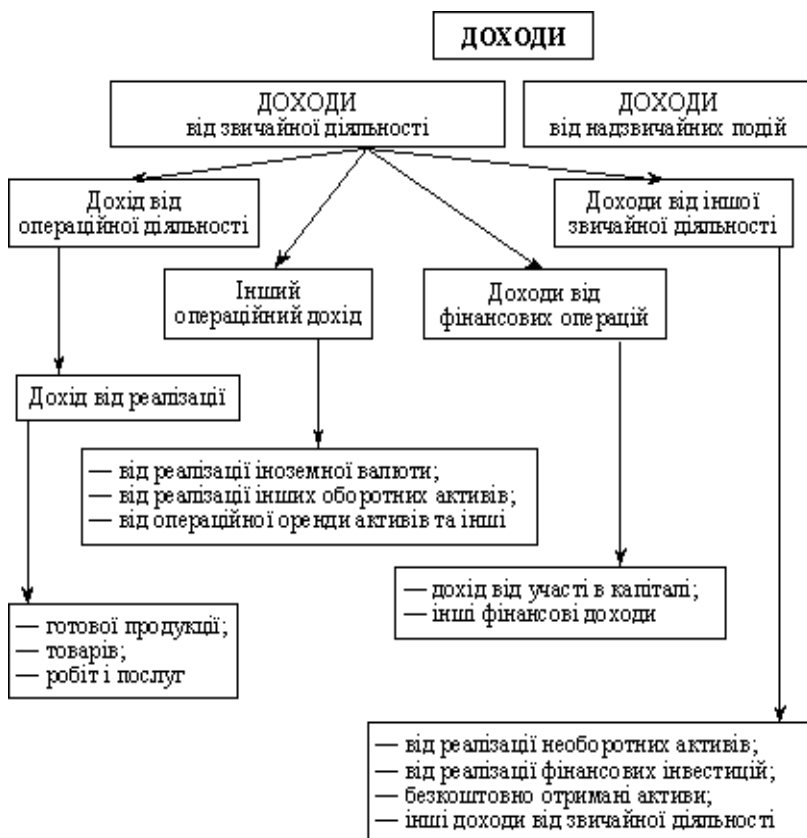 ДОХОДИ
ДОХОДИ
від звичайної діяльності
ДОХОДИ
від надзвичайних подій
Дохід від
операційної діяльності
Доходи від іншої
звичайної діяльності
Інший
операційний дохід
Доходи від
фінансових операцій
Дохід від реалізації
— від реалізації іноземної валюти;
— від реалізації інших оборотних активів;
— від операційної оренди активів та інші
— дохід від участі в капіталі;
— інші фінансові доходи
— готової продукції;
— товарів;
— робіт і послуг
— від реалізації необоротних активів;
— від реалізації фінансових інвестицій;
— безкоштовно отримані активи;
— інші доходи від звичайної діяльності